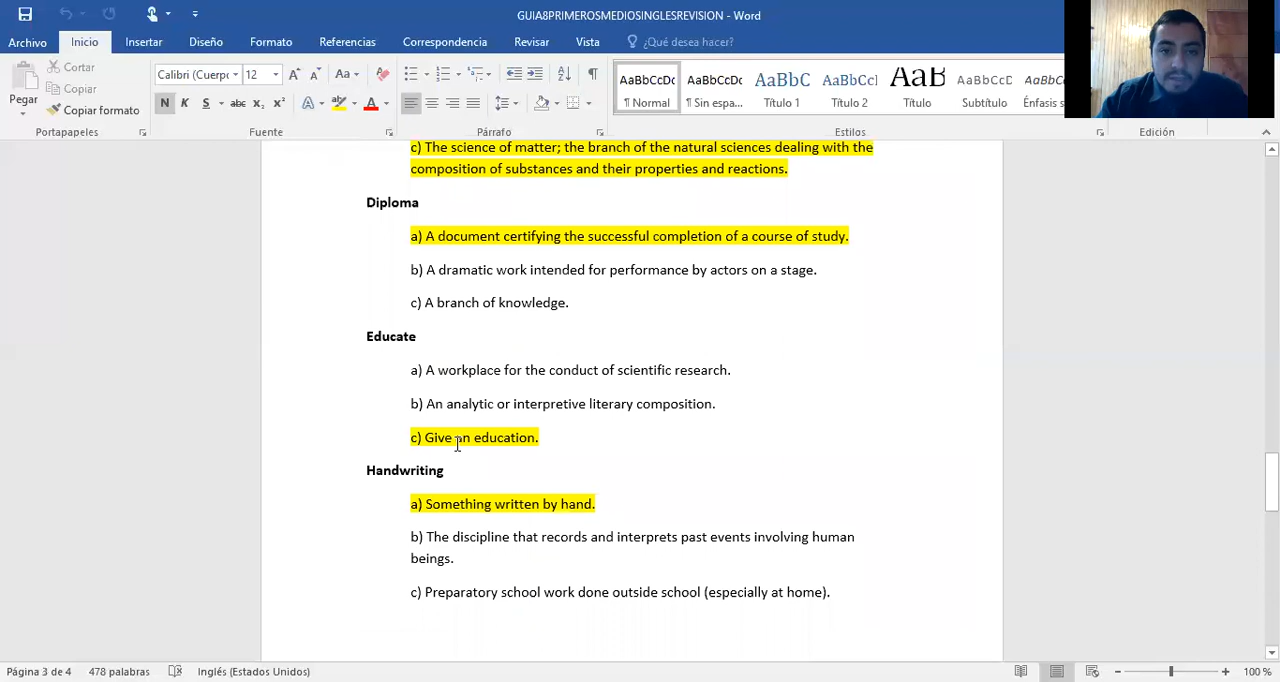 GUIA8PRIMEROSMEDIOSINGLESREVISION - Word
Archivo Inicio Insertar Diseño Formato Referencias Correspondencia Revisar Vista ¿Qué desea hacer?
Pegar
Cortar
Copiar
Copiar formato
Calibri (Cuerpo 12
N K S abc x₂ x²
AaBbCcDc AaBbCcDc AaBbC AaBbCcI AaB AaBbCcD AaBbCc
¶ Normal ¶ Sin espa... Título 1 Título 2 Título Subtítulo Énfasis s
Portapapeles Fuente Párrafo Estilos Edición
c) The science of matter; the branch of the natural sciences dealing with the
composition of substances and their properties and reactions.
Diploma
a) A document certifying the successful completion of a course of study.
b) A dramatic work intended for performance by actors on a stage.
c) A branch of knowledge.
Educate
a) A workplace for the conduct of scientific research.
b) An analytic or interpretive literary composition.
c) Give an education.
Handwriting
a) Something written by hand.
b) The discipline that records and interprets past events involving human
beings.
c) Preparatory school work done outside school (especially at home).
Página 3 de 4 478 palabras Inglés (Estados Unidos) 100 %